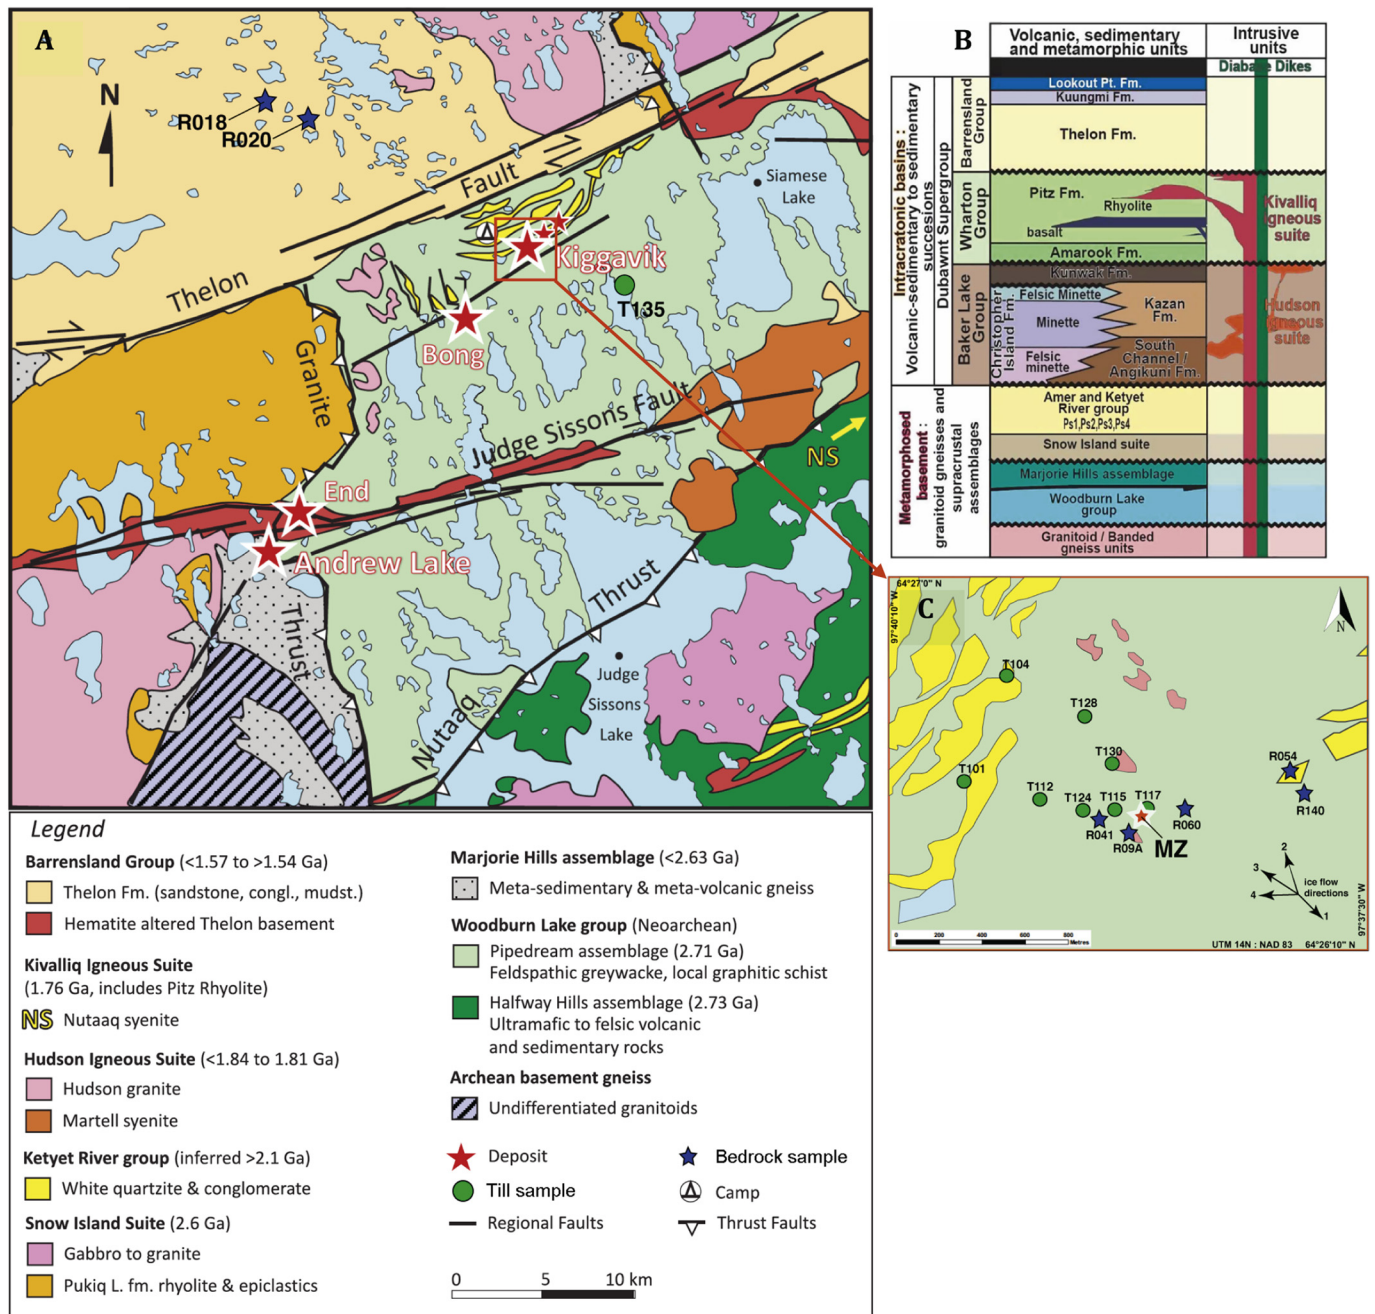 A
N
R018
R020
Fault
Siamese
Lake
Kiggavik
T135
Thelon
Bong
Granite
Judge Sissons Fault
NS
End
Andrew Lake
Thrust
Thrust
Judge
Sissons
Lake
Nutaaq
B
Volcanic, sedimentary
and metamorphic units
Intrusive
units
Diabase Dikes
Intracratonic basins :
Volcanic-sedimentary to sedimentary
succesions
Dubawnt Supergroup
Barrensland
Group
Lookout Pt. Fm.
Kuungmi Fm.
Thelon Fm.
Wharton
Group
Pitz Fm.
Rhyolite
basalt
Amarook Fm.
Kivalliq
igneous
suite
Baker Lake
Group
Kunwak Fm.
Christopher
Island Fm.
Felsic Minette
Minette
Felsic
minette
Kazan
Fm.
South
Channel /
Angikuni Fm.
Hudson
igneous
suite
Metamorphosed
basement :
granitoid gneisses and
supracrustal
assemblages
Amer and Ketyet
River group
Ps1,Ps2,Ps3,Ps4
Snow Island suite
Marjorie Hills assemblage
Woodburn Lake
group
Granitoid / Banded
gneiss units
64°27'0" N
97°40'10" W
C
N
T104
T128
T130
T101
T112
T124
T115
T117
R041
R09A
R060
R054
R140
MZ
2
3
4
1
ice flow
directions
97°37'30" W
0 200 400 600 800
Metres
UTM 14N : NAD 83 64°26'10" N
Legend
Barrensland Group (<1.57 to >1.54 Ga)
Thelon Fm. (sandstone, congl., mudst.)
Hematite altered Thelon basement
Kivalliq Igneous Suite
(1.76 Ga, includes Pitz Rhyolite)
NS Nutaaq syenite
Hudson Igneous Suite (<1.84 to 1.81 Ga)
Hudson granite
Martell syenite
Ketyet River group (inferred >2.1 Ga)
White quartzite & conglomerate
Snow Island Suite (2.6 Ga)
Gabbro to granite
Pukiq L. fm. rhyolite & epiclastics
Marjorie Hills assemblage (<2.63 Ga)
Meta-sedimentary & meta-volcanic gneiss
Woodburn Lake group (Neoarchean)
Pipedream assemblage (2.71 Ga)
Feldspathic greywacke, local graphitic schist
Halfway Hills assemblage (2.73 Ga)
Ultramafic to felsic volcanic
and sedimentary rocks
Archean basement gneiss
Undifferentiated granitoids
Deposit
Bedrock sample
Till sample
Camp
Regional Faults
Thrust Faults
0 5 10 km